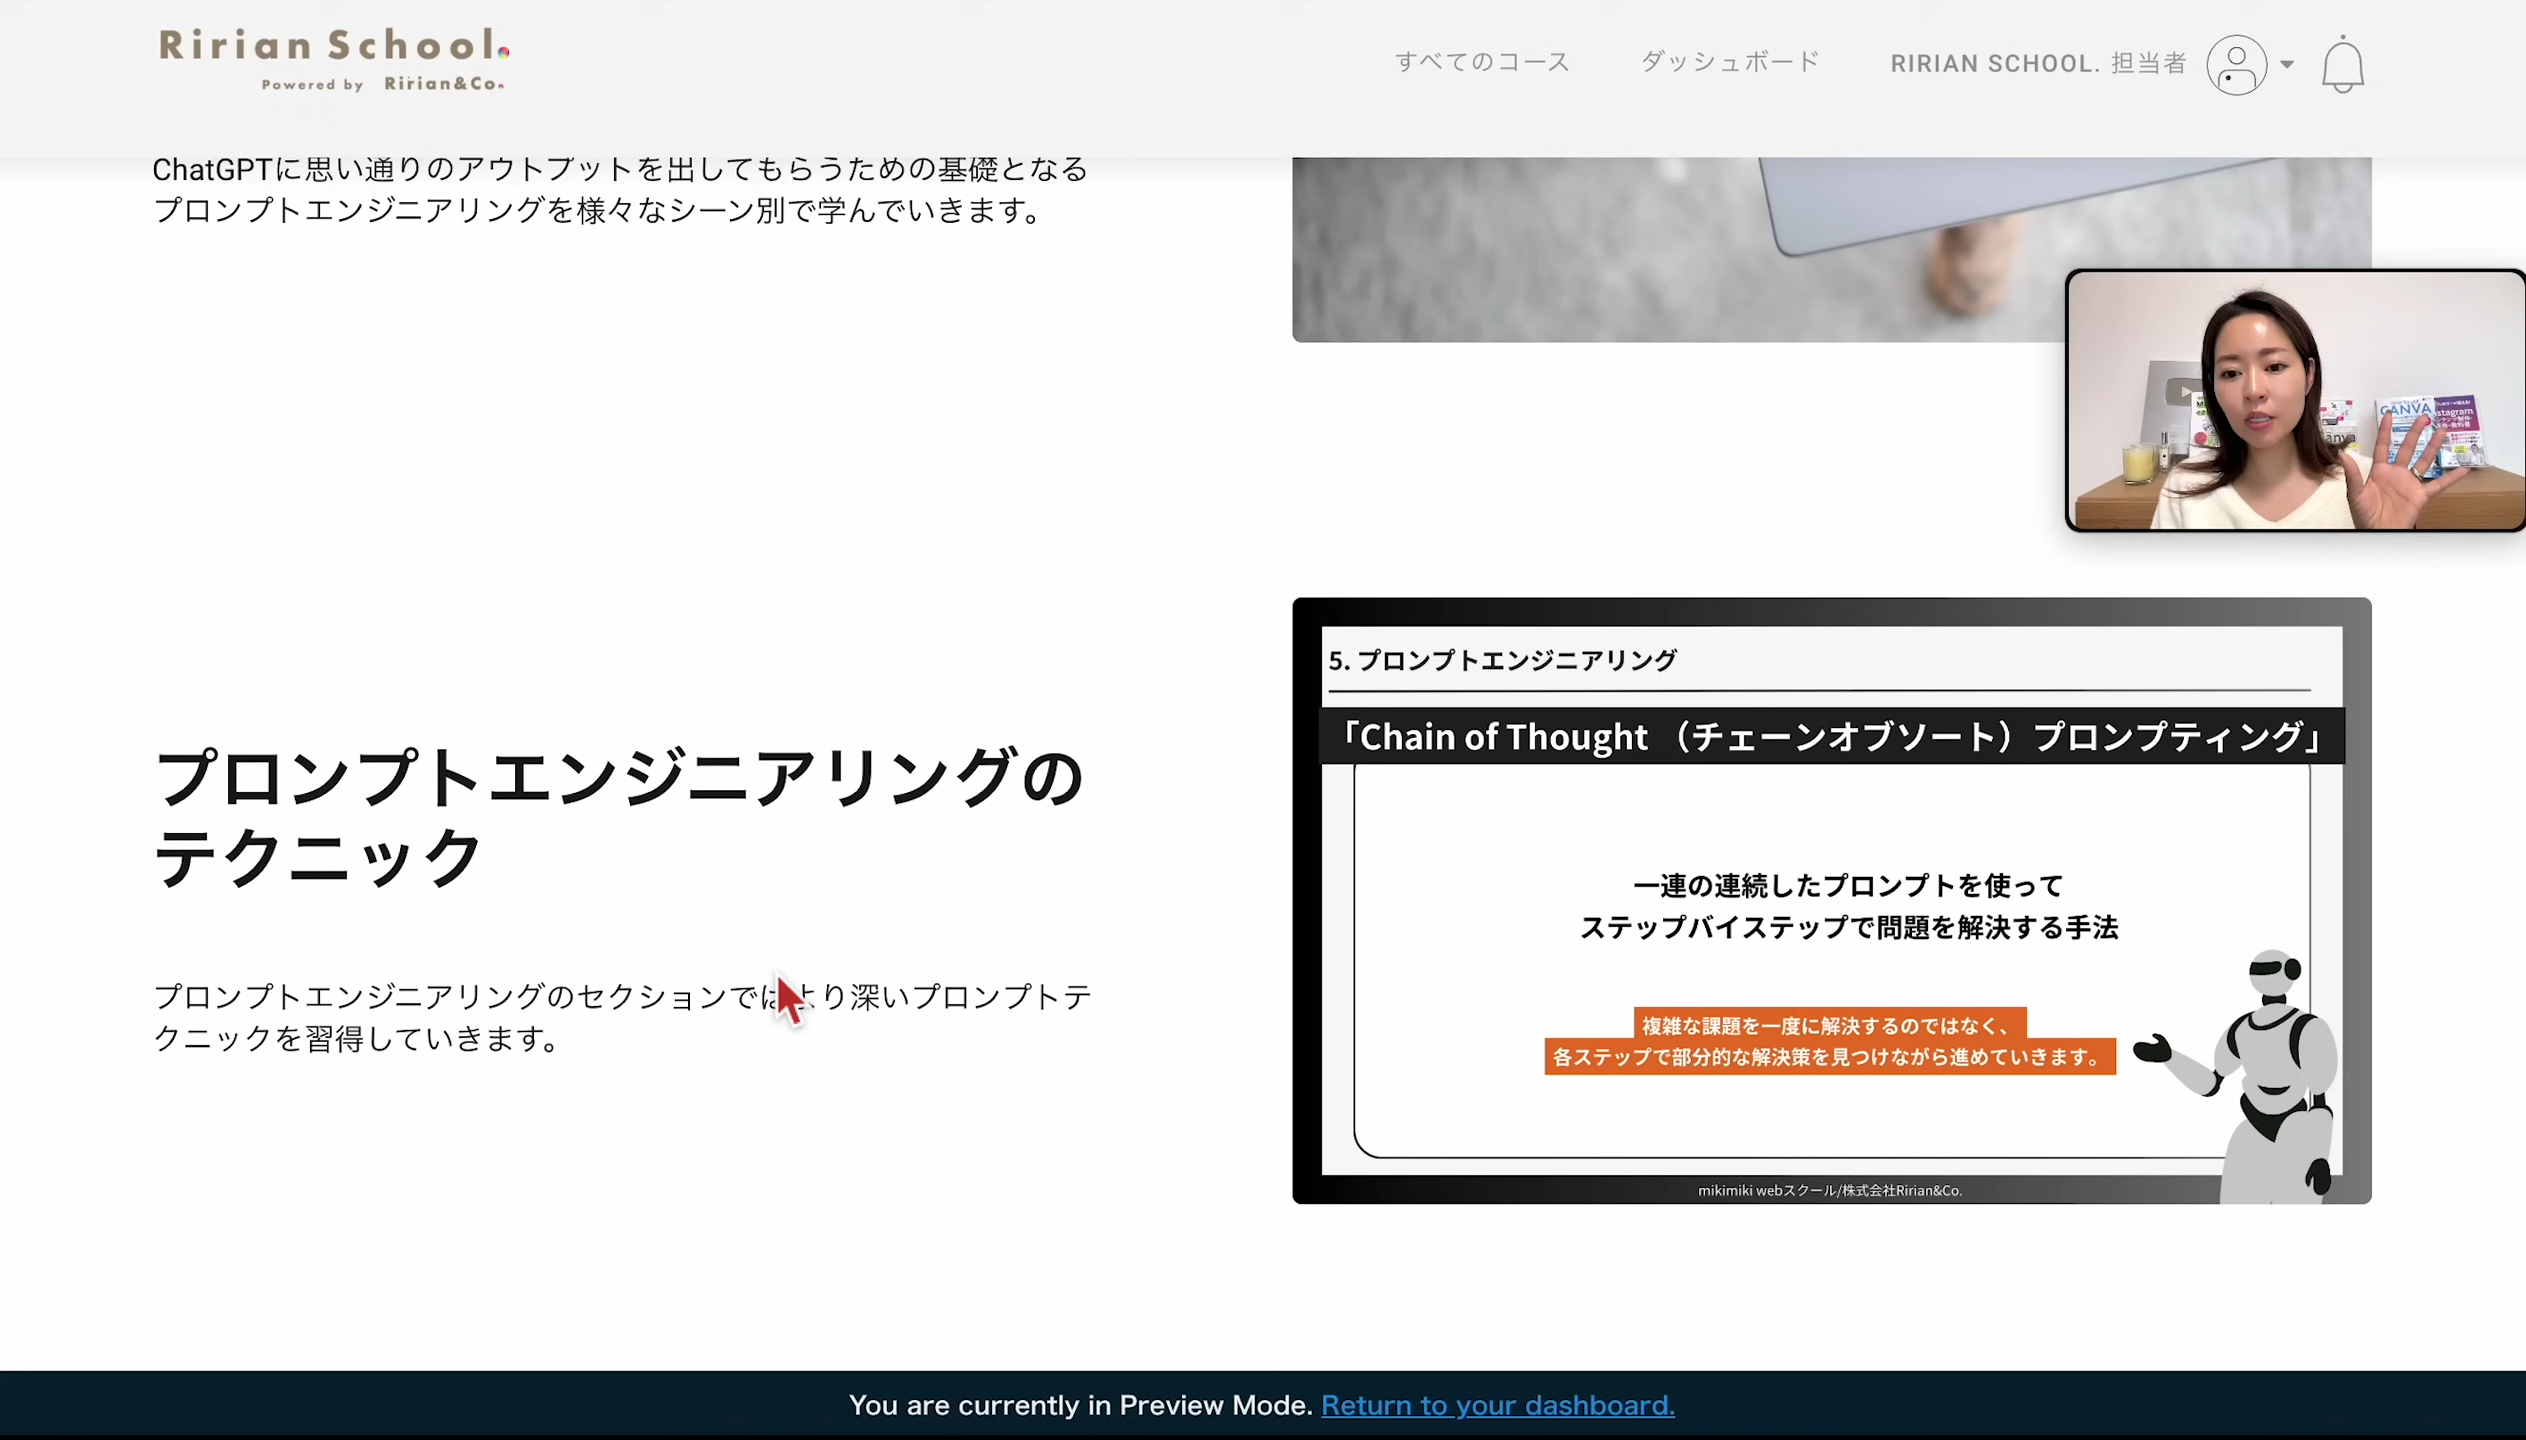 Ririan School.
Powered by Ririan&Co.
すべてのコース
ダッシュボード
RIRIAN SCHOOL. 担当者
ChatGPTに思い通りのアウトプットを出してもらうための基礎となる
プロンプトエンジニアリングを様々なシーン別で学んでいきます。
CANVA
プロンプトエンジニアリングの
テクニック
プロンプトエンジニアリングのセクションではより深いプロンプトテ
クニックを習得していきます。
5. プロンプトエンジニアリング
「Chain of Thought （チェーンオブソート）プロンプティング」
一連の連続したプロンプトを使って
ステップバイステップで問題を解決する手法
複雑な課題を一度に解決するのではなく、
各ステップで部分的な解決策を見つけながら進めていきます。
mikimiki webスクール/株式会社Ririan&Co.
You are currently in Preview Mode. Return to your dashboard.